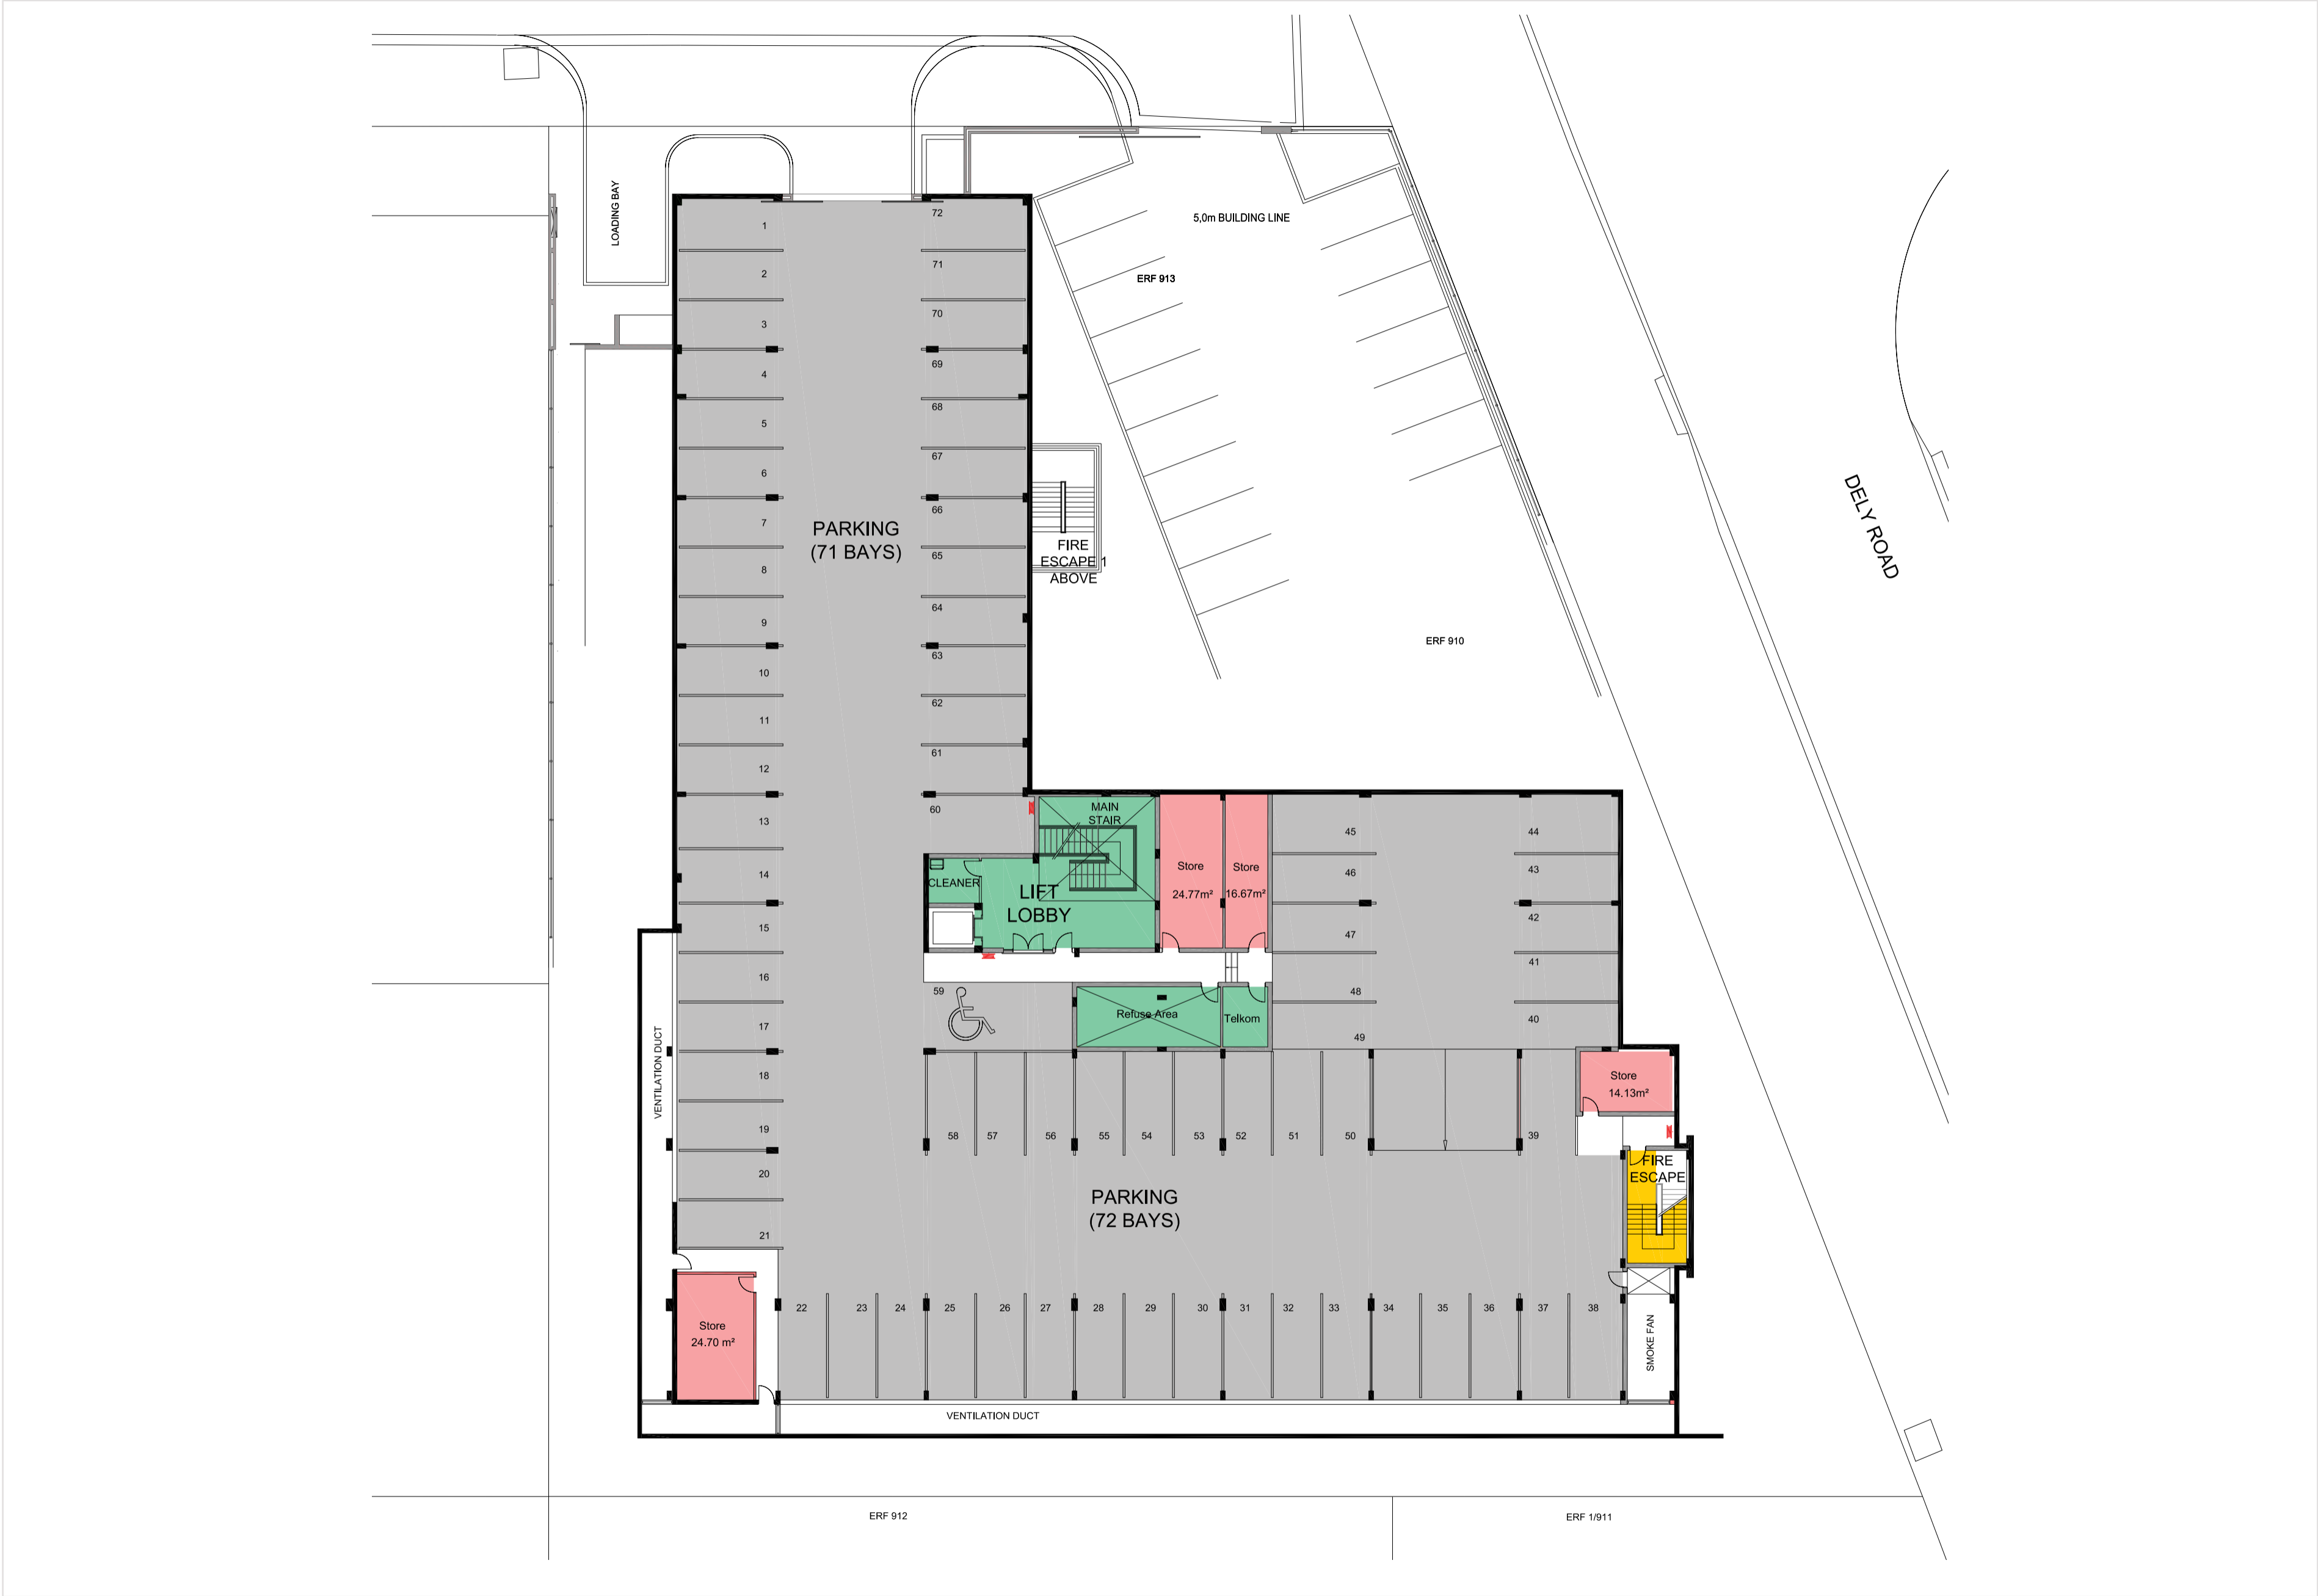 LOADING BAY
5,0m BUILDING LINE
ERF 913
ERF 910
DELY ROAD
1
2
3
4
5
6
7
8
9
10
11
12
13
14
15
16
17
18
19
20
21
72
71
70
69
68
67
66
65
64
63
62
61
60
PARKING
(71 BAYS)
FIRE
ESCAPE 1
ABOVE
MAIN
STAIR
CLEANER
LIFT
LOBBY
Store
24.77m²
Store
16.67m²
45
46
47
48
49
44
43
42
41
40
59
Refuse Area
Telkom
Store
14.13m²
VENTILATION DUCT
58
57
56
55
54
53
52
51
50
39
FIRE
ESCAPE
PARKING
(72 BAYS)
Store
24.70 m²
22
23
24
25
26
27
28
29
30
31
32
33
34
35
36
37
38
SMOKE FAN
VENTILATION DUCT
ERF 912
ERF 1/911